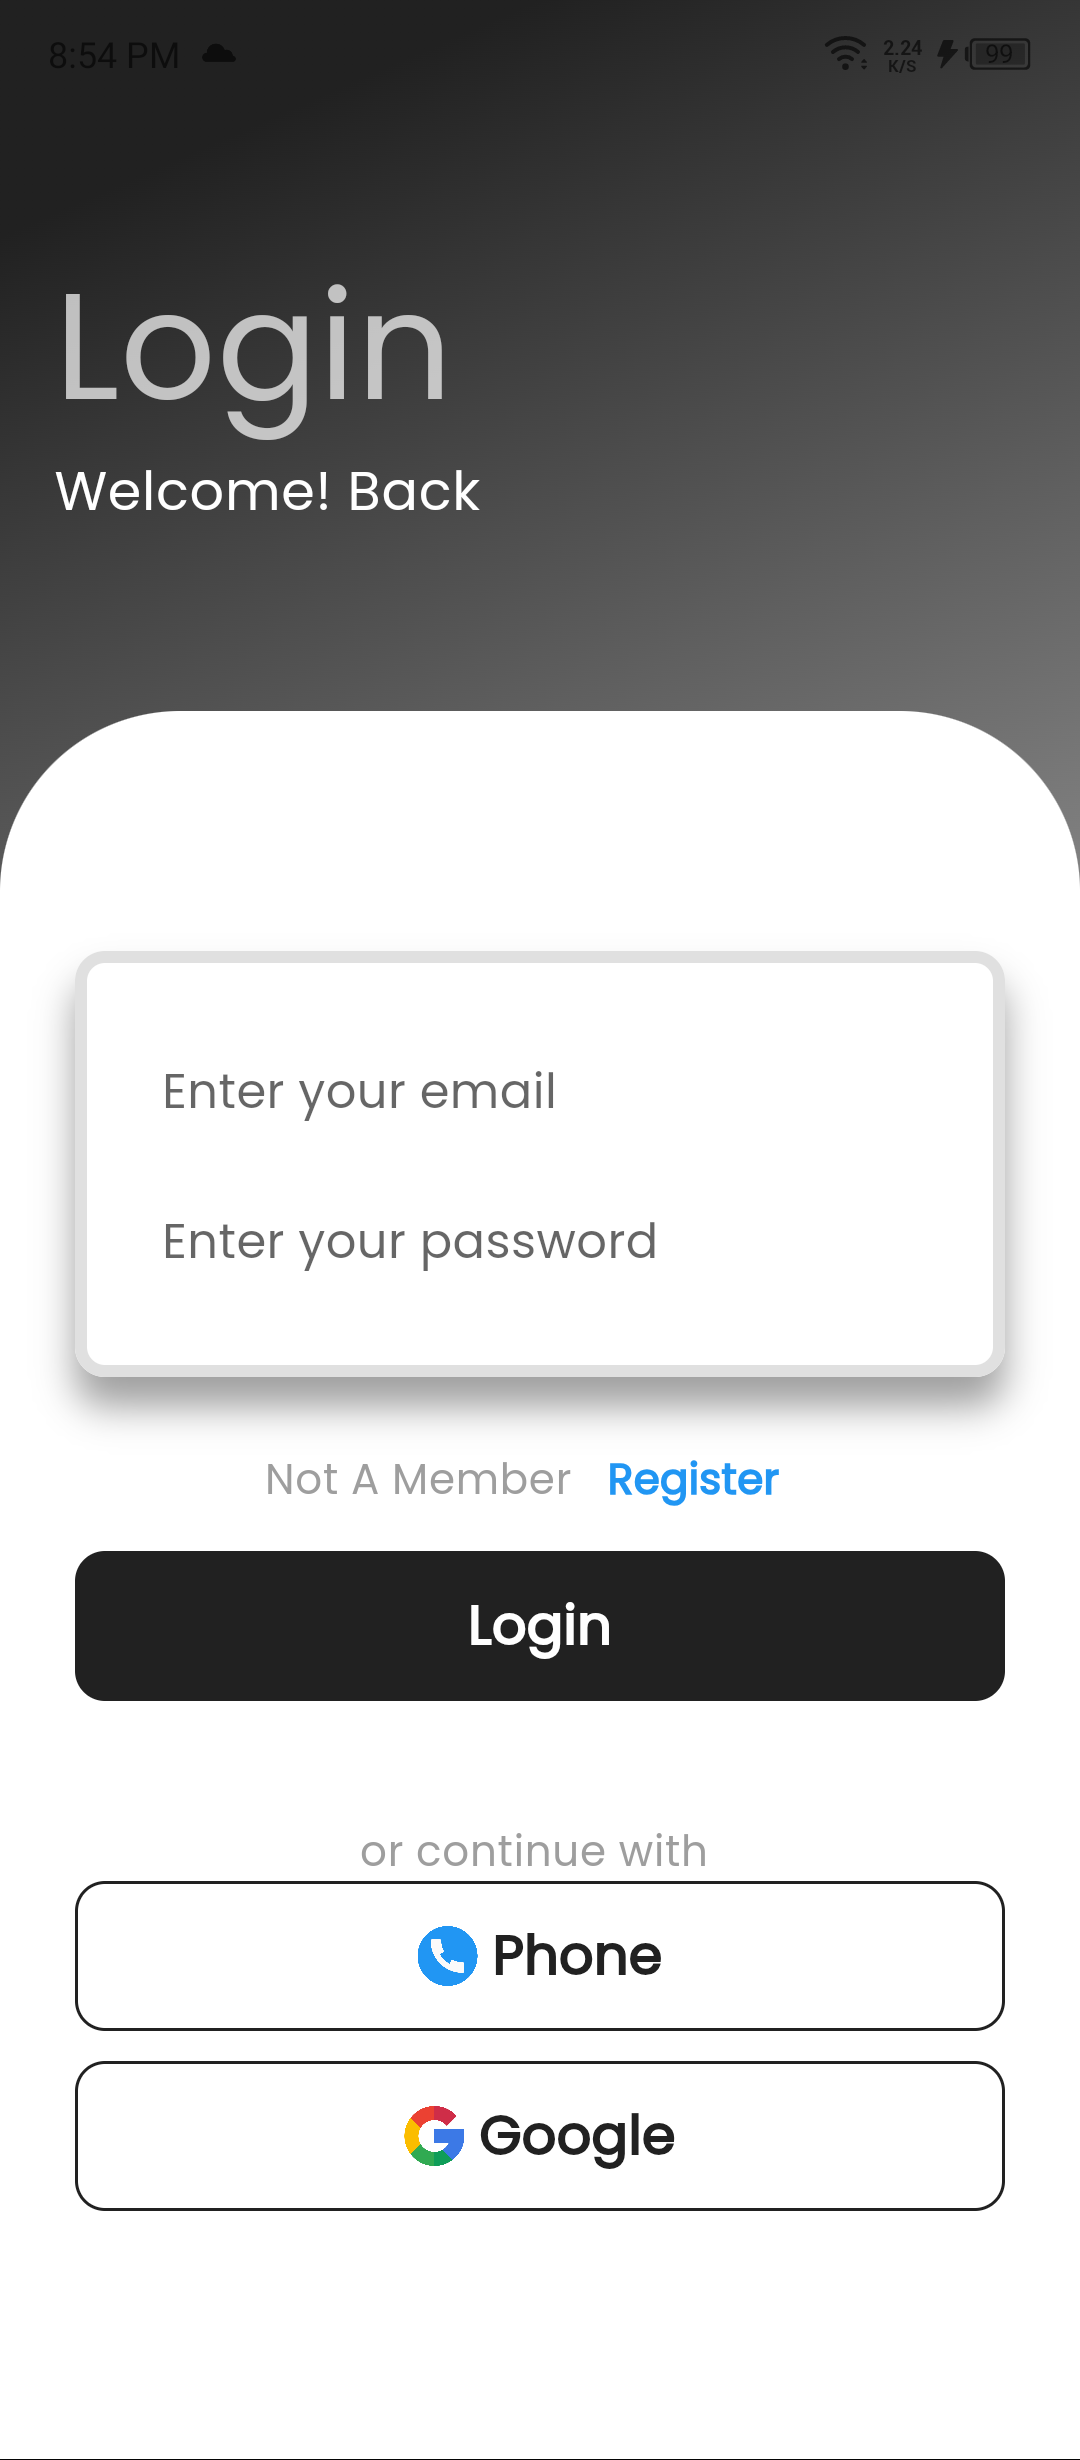 8:54 PM 2.24 K/S 99
Login
Welcome! Back
Enter your email
Enter your password
Not A Member Register
Login
or continue with
Phone
Google